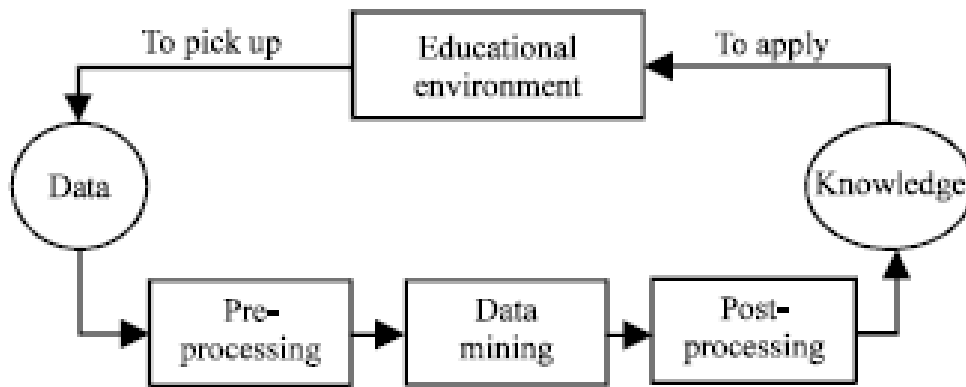 To pick up
Educational
environment
To apply
Data
Knowledge
Pre-
processing
Data
mining
Post-
processing